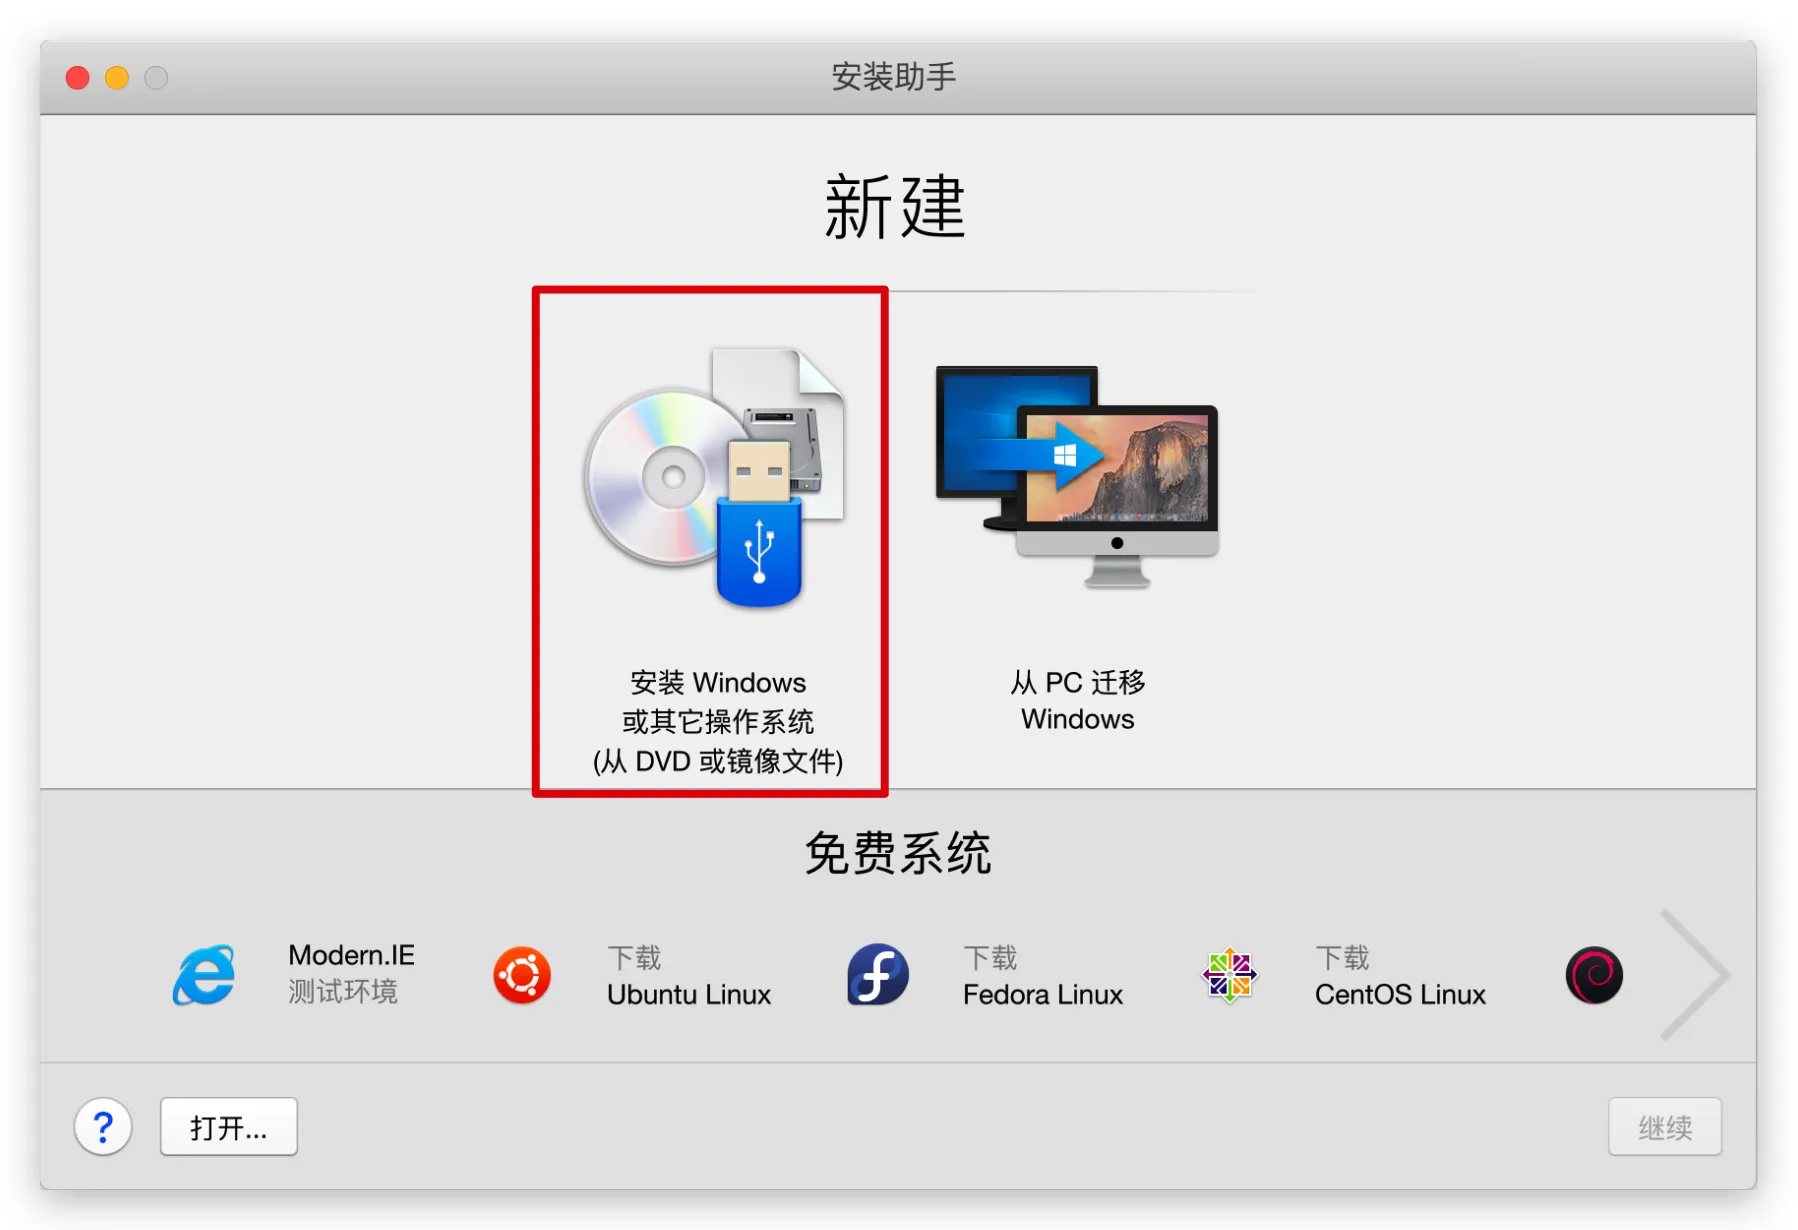 安装助手
新建
安装 Windows
或其它操作系统
(从 DVD 或镜像文件)
从 PC 迁移
Windows
免费系统
Modern.IE
测试环境
下载
Ubuntu Linux
下载
Fedora Linux
下载
CentOS Linux
?
打开...
继续